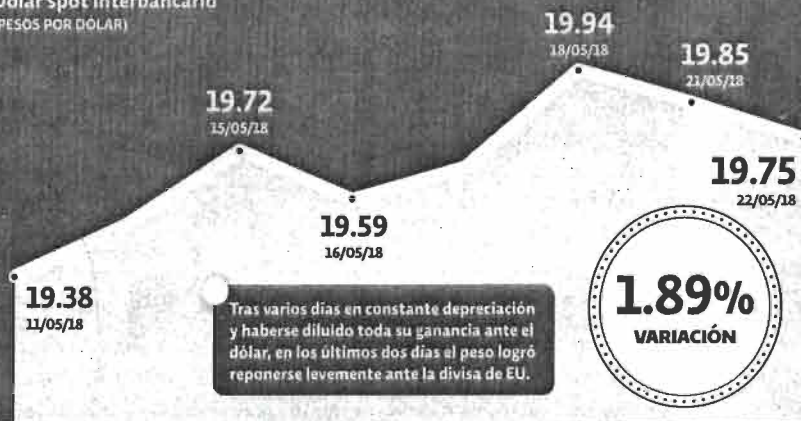 Dólar spot interbancario
(PESOS POR DÓLAR)
19.94
18/05/18
19.85
21/05/18
19.72
15/05/18
19.75
22/05/18
19.59
16/05/18
19.38
11/05/18
1.89%
VARIACIÓN
Tras varios días en constante depreciación
y haberse diluido toda su ganancia ante el
dólar, en los últimos dos días el peso logró
reponerse levemente ante la divisa de EU.